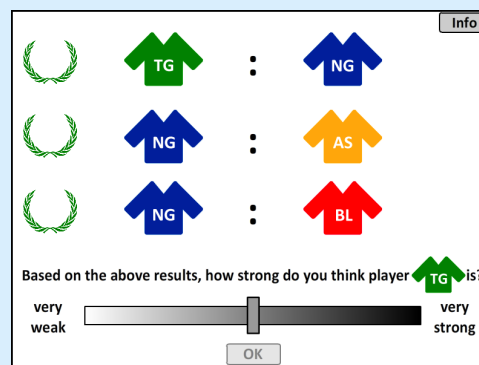 Info
TG : NG
NG : AS
NG : BL
Based on the above results, how strong do you think player TG is?
very weak
very strong
OK